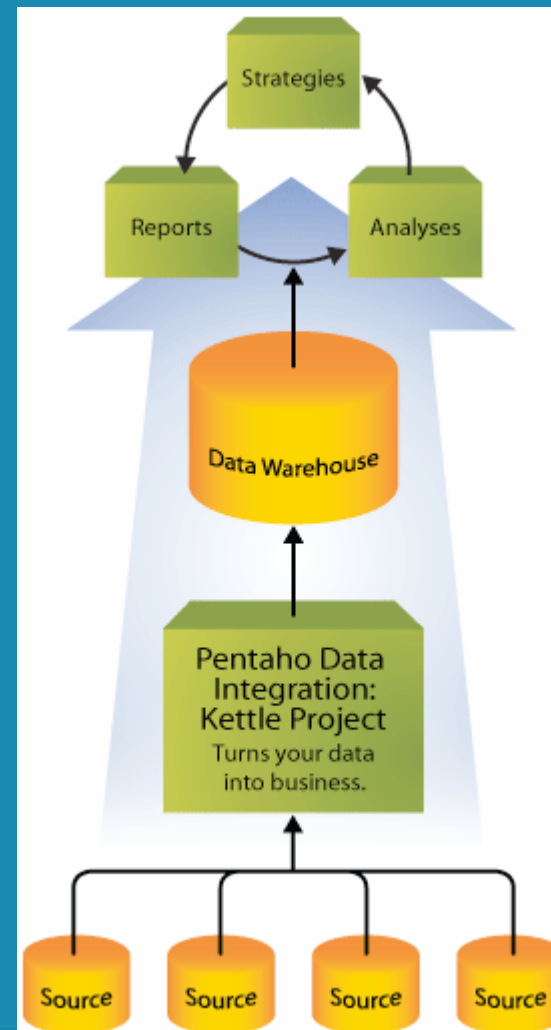 Strategies
Reports
Analyses
Data Warehouse
Pentaho Data
Integration:
Kettle Project
Turns your data
into business.
Source
Source
Source
Source